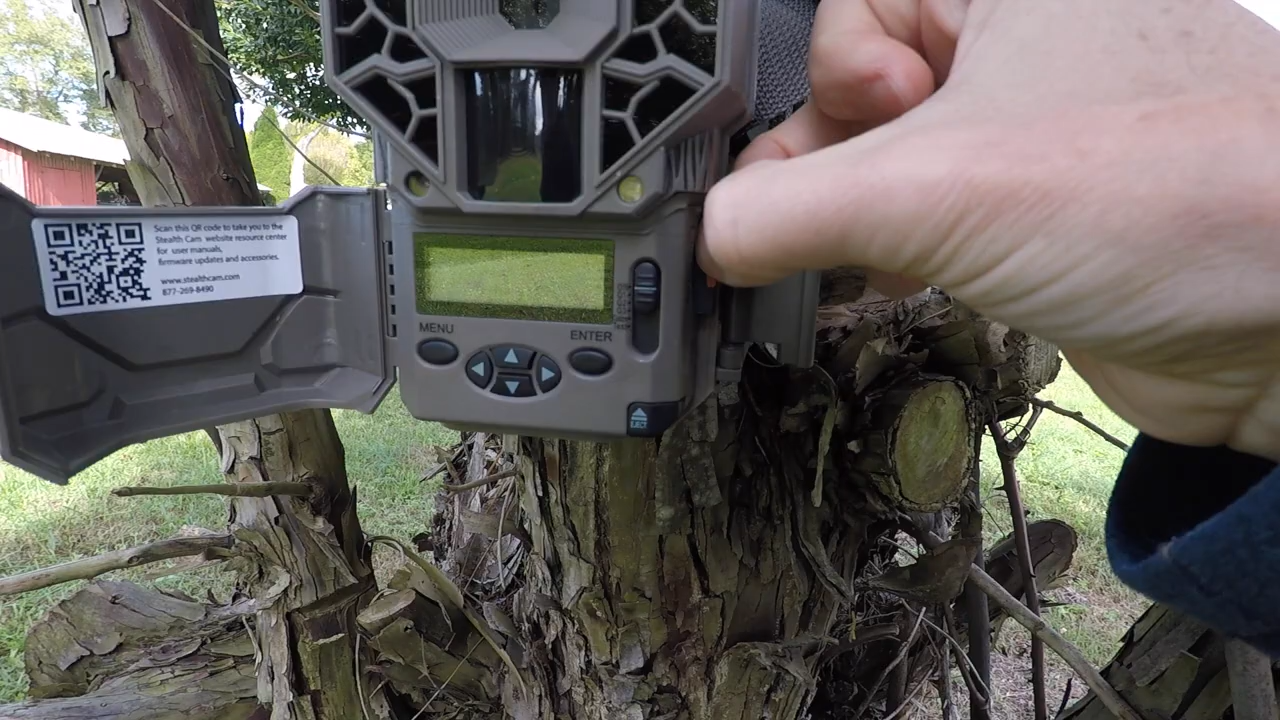 Scan this QR code to take you to the
Stealth Cam website resource center
for user manuals,
firmware updates and accessories.
www.stealthcam.com
877-269-8490
MENU
ENTER
EJECT